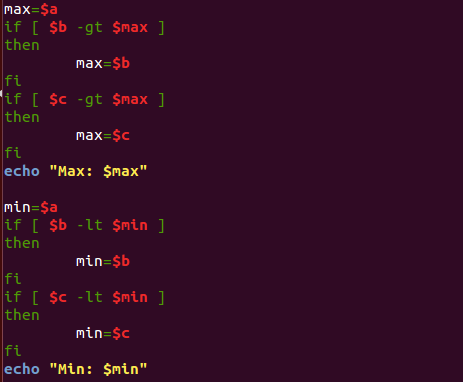 max=$a
if [ $b -gt $max ]
then
        max=$b
fi
if [ $c -gt $max ]
then
        max=$c
fi
echo "Max: $max"

min=$a
if [ $b -lt $min ]
then
        min=$b
fi
if [ $c -lt $min ]
then
        min=$c
fi
echo "Min: $min"